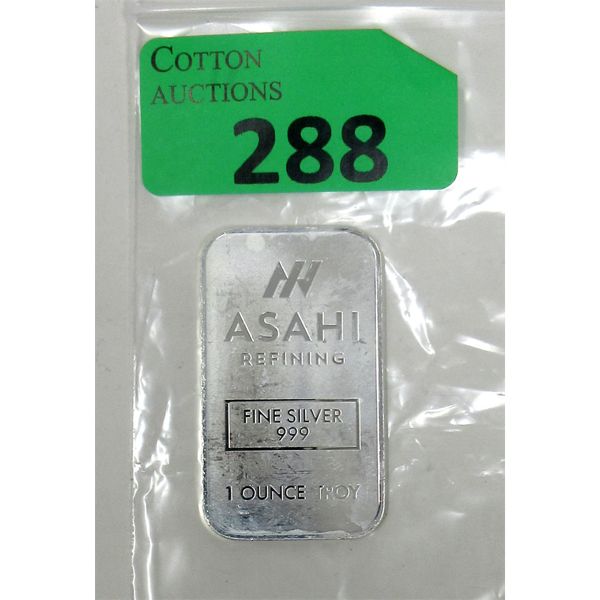 COTTON
AUCTIONS
288
ASAHI
REFINING
FINE SILVER
999
1 OUNCE TROY